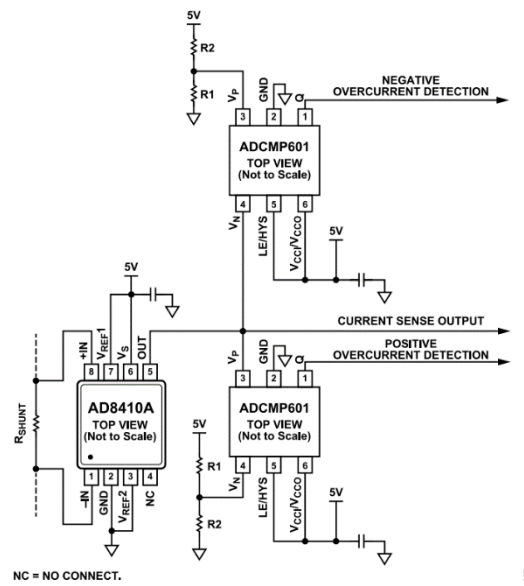 5V
R2
R1
VP
GND
Q
3
2
1
NEGATIVE
OVERCURRENT DETECTION
ADCMP601
TOP VIEW
(Not to Scale)
4
5
6
VN
LE/HYS
VCCI/VCCO
5V
5V
CURRENT SENSE OUTPUT
POSITIVE
OVERCURRENT DETECTION
+IN
VREF1
VS
OUT
8
7
6
5
RSHUNT
AD8410A
TOP VIEW
(Not to Scale)
1
2
3
4
–IN
GND
VREF2
NC
VP
GND
Q
3
2
1
ADCMP601
TOP VIEW
(Not to Scale)
5V
R1
R2
4
5
6
VN
LE/HYS
VCCI/VCCO
5V
NC = NO CONNECT.